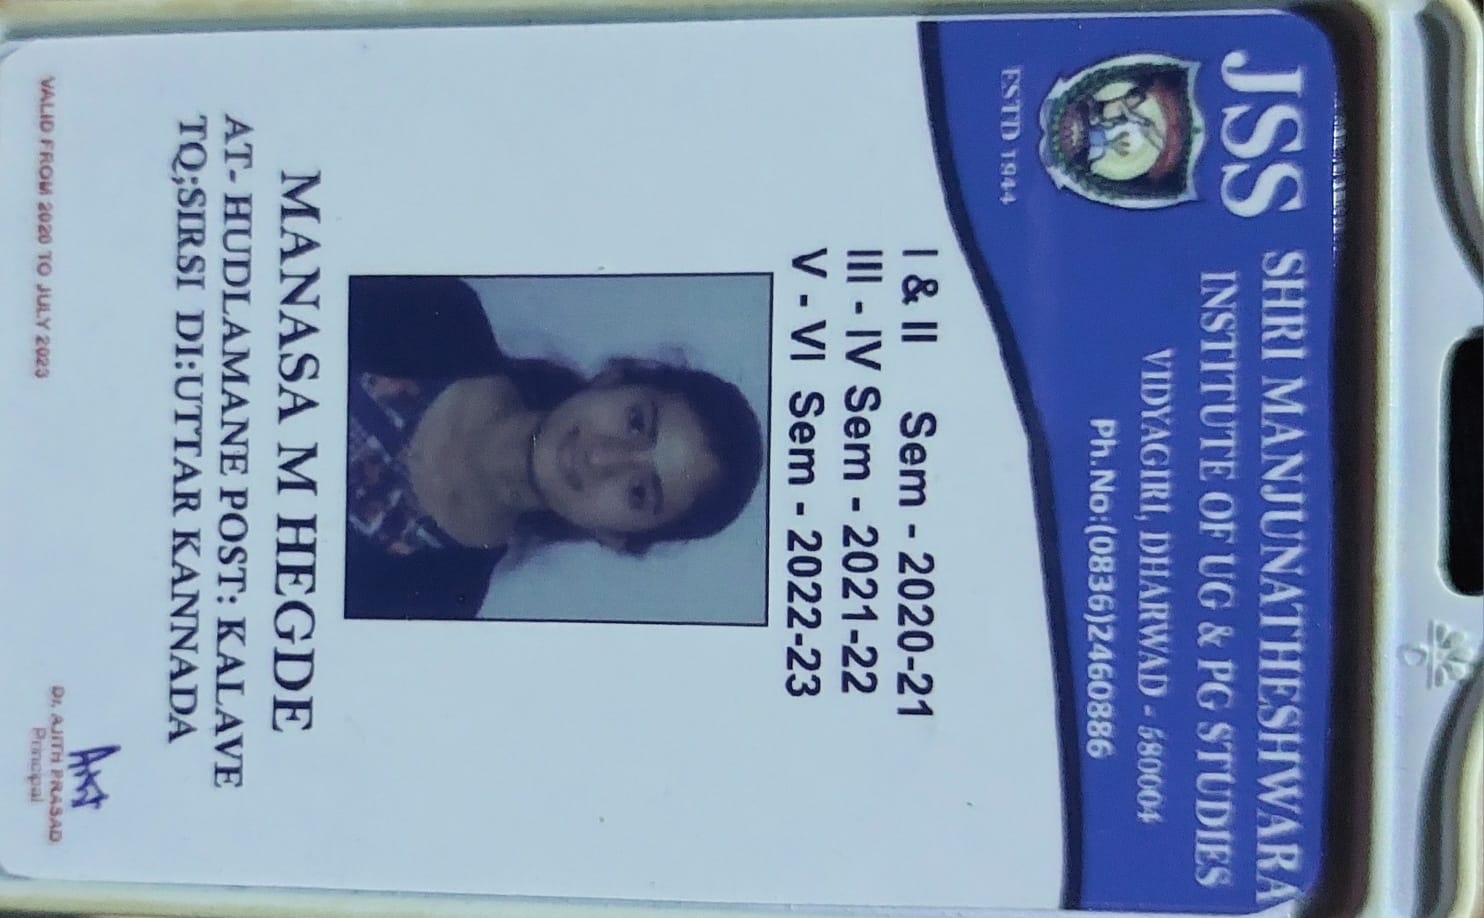 JSS SHRI MANJUNATHESHWARA
INSTITUTE OF UG & PG STUDIES
VIDYAGIRI, DHARWAD - 580004
Ph.No:(0836)2460886
ESTD 1944
I & II Sem - 2020-21
III - IV Sem - 2021-22
V - VI Sem - 2022-23
MANASA M HEGDE
AT- HUDLAMANE POST: KALAVE
TQ;SIRSI DI:UTTAR KANNADA
VALID FROM 2020 TO JULY 2023
Dr. AJITH PRASAD
Principal